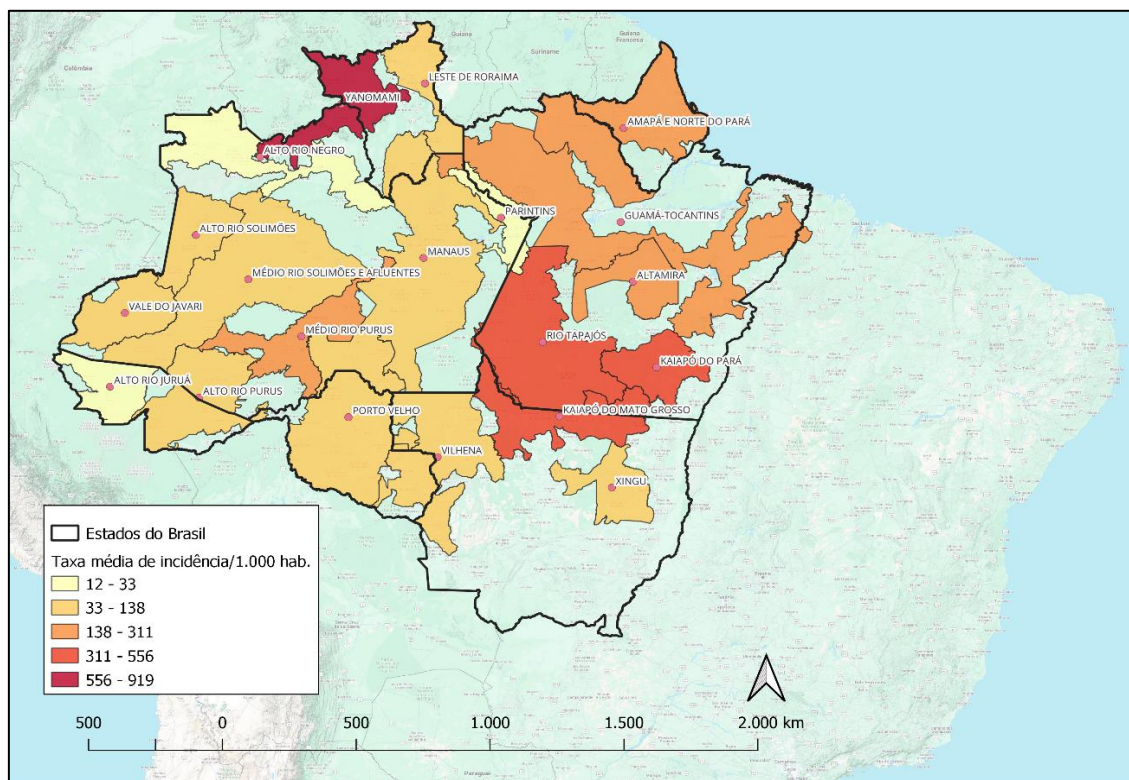 Colômbia
Guiana
Suriname
Guiana
Francesa
LESTE DE RORAIMA
YANOMAMI
AMAPÁ E NORTE DO PARÁ
ALTO RIO NEGRO
PARINTINS
GUAMÁ-TOCANTINS
ALTO RIO SOLIMÕES
MANAUS
MÉDIO RIO SOLIMÕES E AFLUENTES
ALTAMIRA
VALE DO JAVARI
MÉDIO RIO PURUS
RIO TAPAJÓS
KAIAPÓ DO PARÁ
ALTO RIO JURUÁ
ALTO RIO PURUS
KAIAPÓ DO MATO GROSSO
PORTO VELHO
VILHENA
XINGU
Estados do Brasil
Taxa média de incidência/1.000 hab.
12 - 33
33 - 138
138 - 311
311 - 556
556 - 919
500 0 500 1.000 1.500 2.000 km
Paraguai